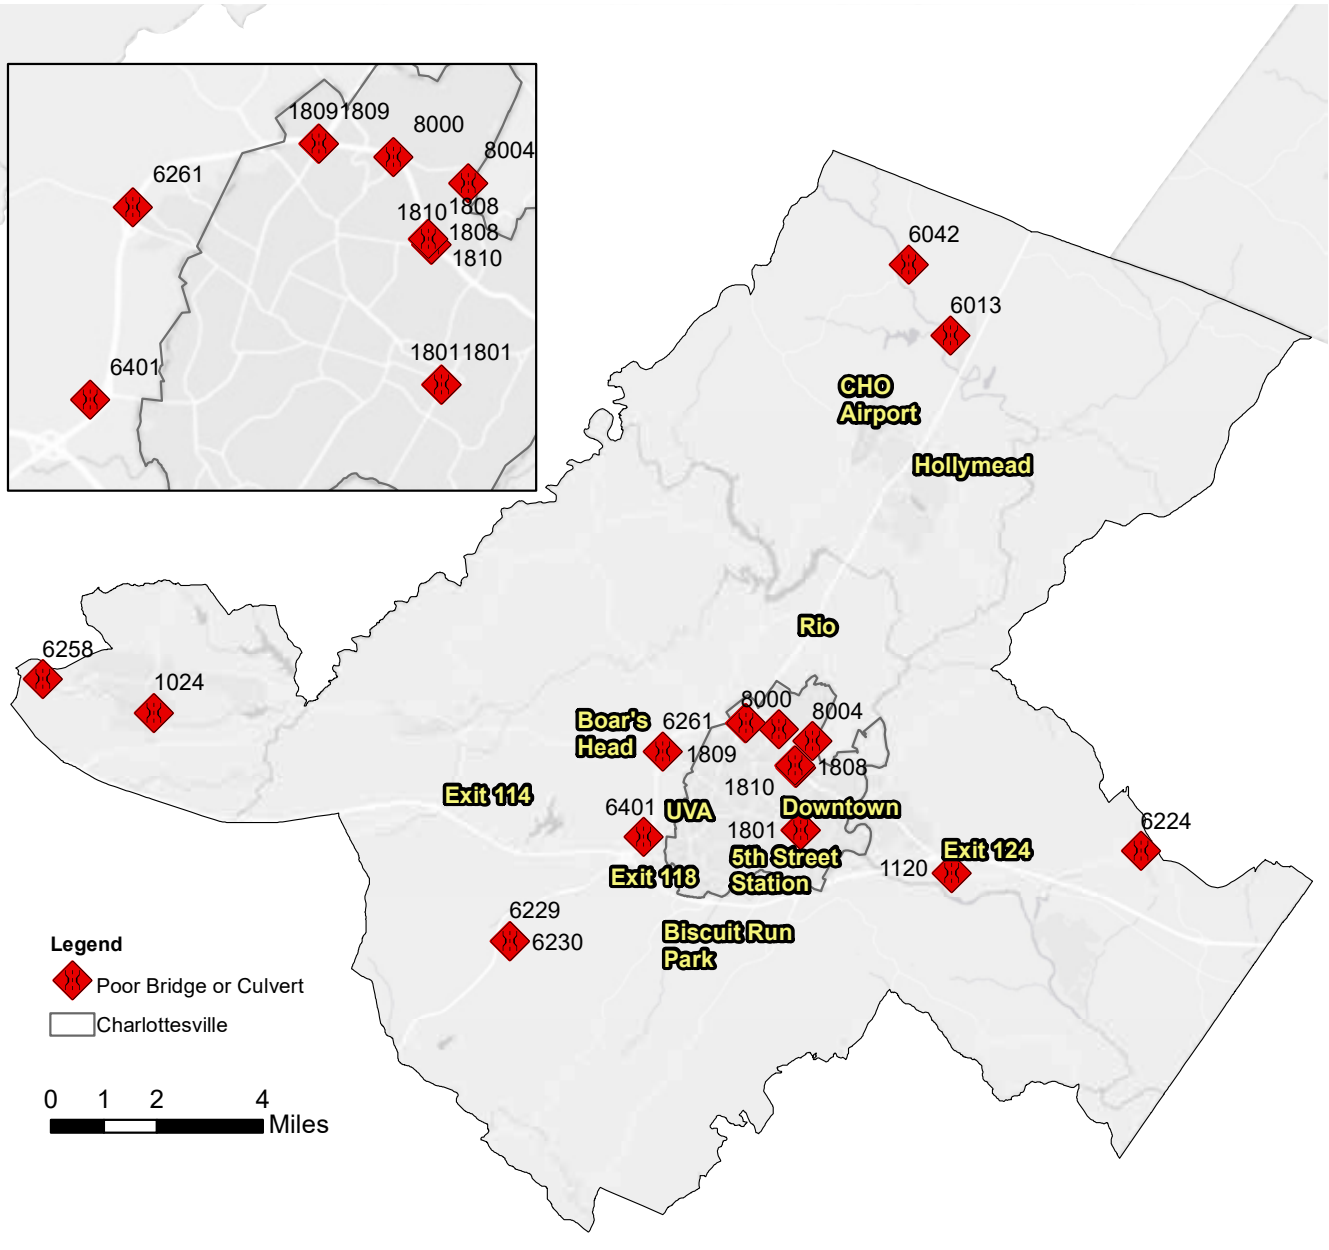 18091809
8000
8004
6261
1810
1808
1808
1810
18011801
6401
6042
6013
CHO
Airport
Hollymead
Rio
6258
1024
8000
8004
Boar's
Head
6261
1809
1808
1810
Exit 114
6401
UVA
Downtown
1801
5th Street
Station
Exit 118
1120
Exit 124
6224
6229
6230
Biscuit Run
Park
Legend
Poor Bridge or Culvert
Charlottesville
0 1 2 4
Miles